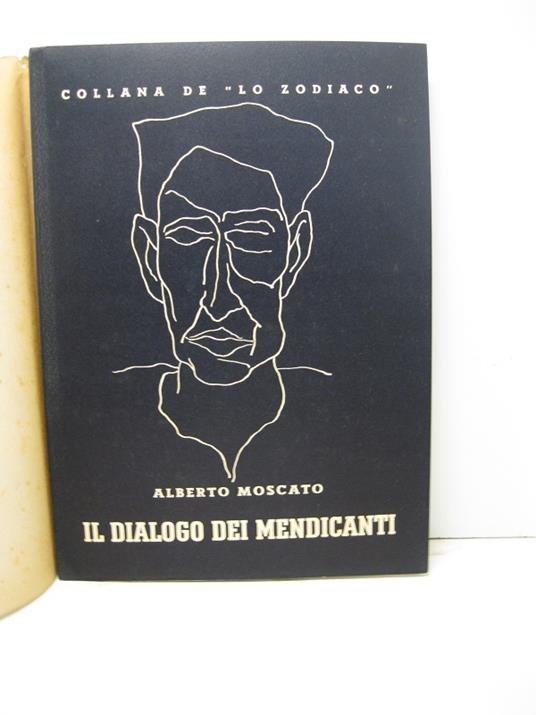 COLLANA DE "LO ZODIACO"
ALBERTO MOSCATO
IL DIALOGO DEI MENDICANTI